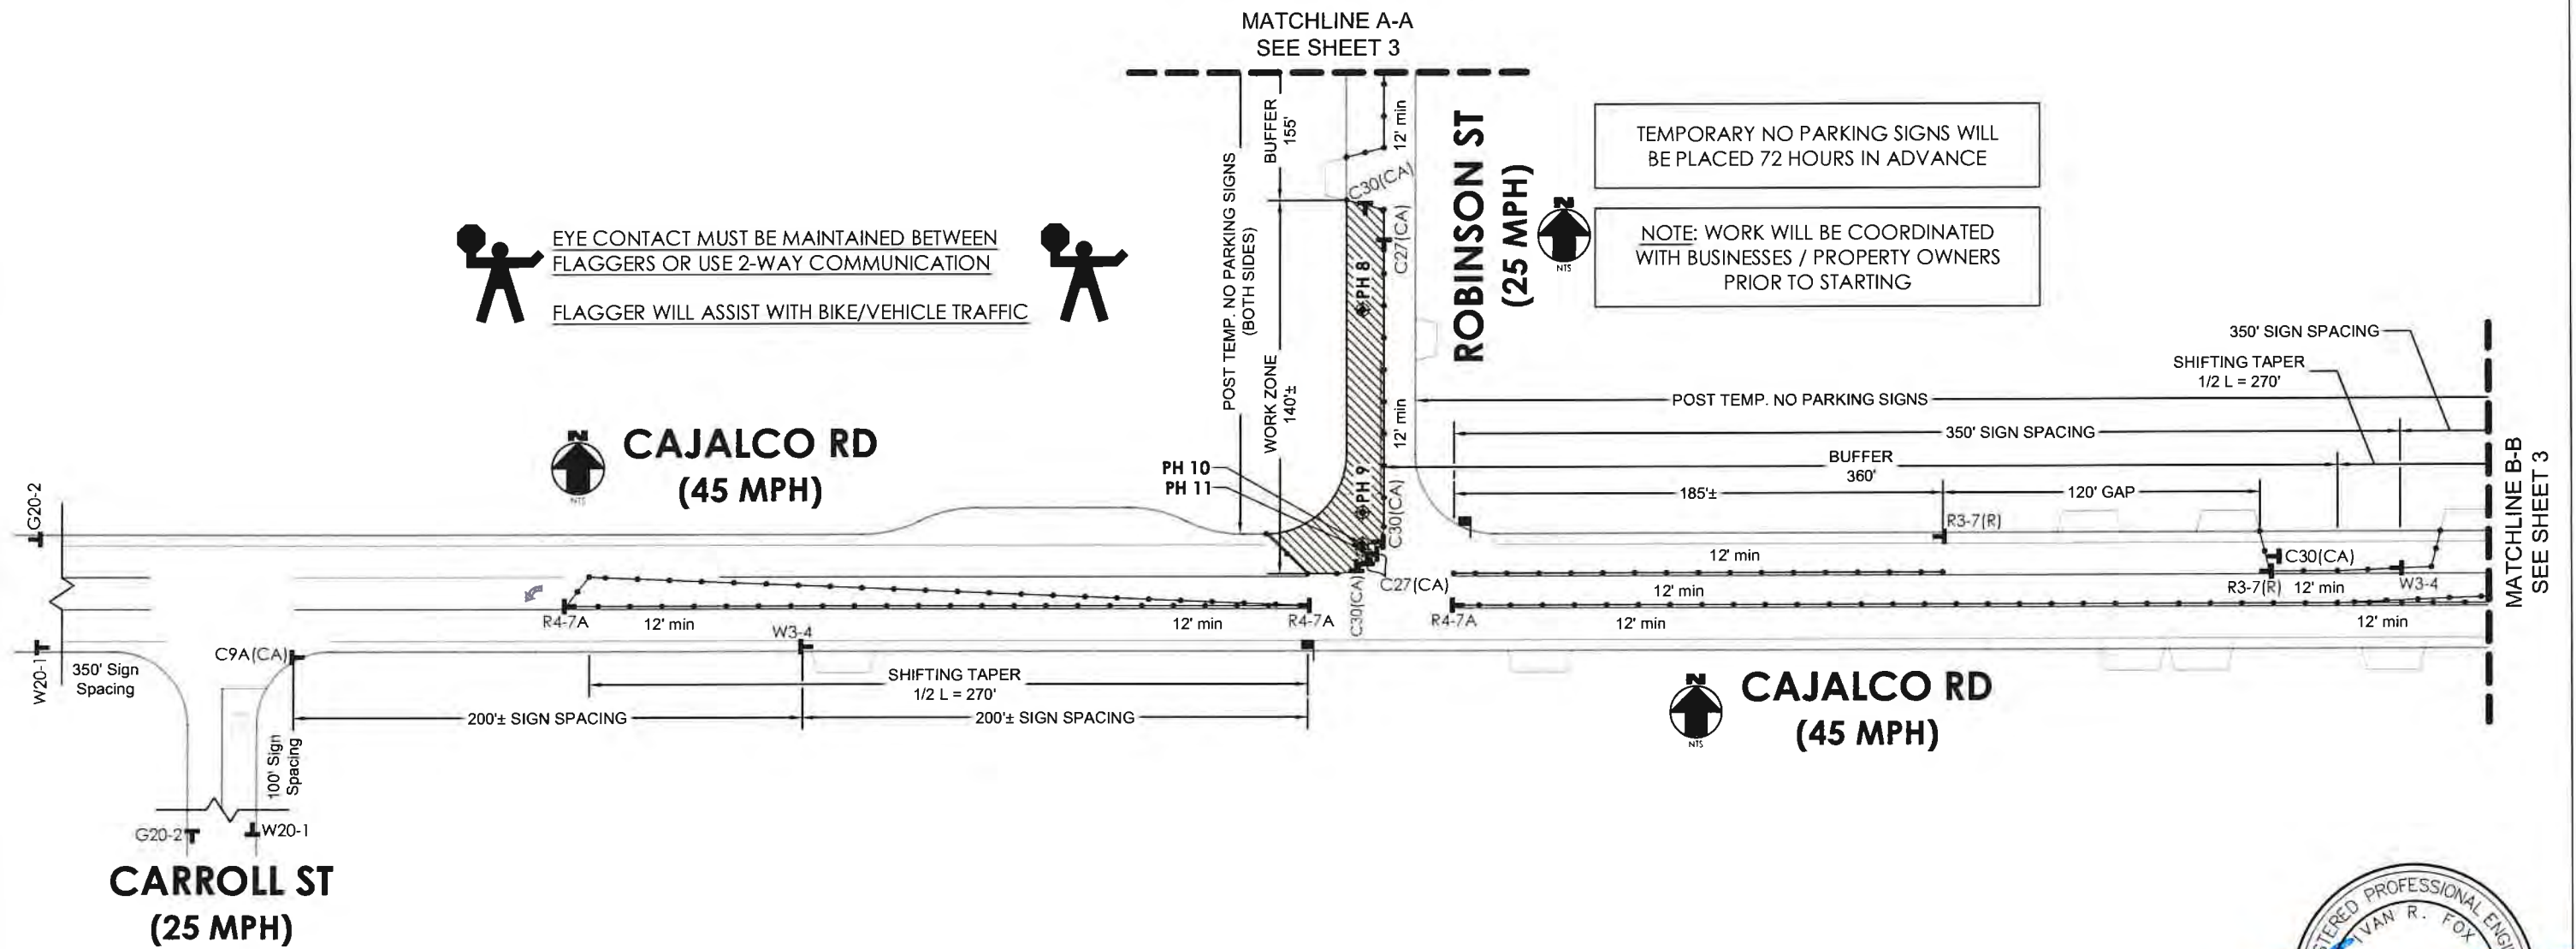 MATCHLINE A-A
SEE SHEET 3
BUFFER
155'
12' min
POST TEMP. NO PARKING SIGNS
(BOTH SIDES)
C30(CA)
C27(CA)
ROBINSON ST
(25 MPH)
N
NTS
TEMPORARY NO PARKING SIGNS WILL
BE PLACED 72 HOURS IN ADVANCE
NOTE: WORK WILL BE COORDINATED
WITH BUSINESSES / PROPERTY OWNERS
PRIOR TO STARTING
EYE CONTACT MUST BE MAINTAINED BETWEEN
FLAGGERS OR USE 2-WAY COMMUNICATION
FLAGGER WILL ASSIST WITH BIKE/VEHICLE TRAFFIC
PH 8
WORK ZONE
140'±
12' min
PH 9
PH 10
PH 11
C30(CA)
350' SIGN SPACING
SHIFTING TAPER
1/2 L = 270'
POST TEMP. NO PARKING SIGNS
350' SIGN SPACING
BUFFER
360'
185'±
120' GAP
MATCHLINE B-B
SEE SHEET 3
N
NTS
CAJALCO RD
(45 MPH)
G20-2
R3-7(R)
12' min
C30(CA)
C27(CA)
C30(CA)
12' min
R3-7(R)
12' min
W3-4
R4-7A
12' min
12' min
R4-7A
R4-7A
12' min
12' min
W3-4
C9A(CA)
W20-1
350' Sign
Spacing
SHIFTING TAPER
1/2 L = 270'
200'± SIGN SPACING
200'± SIGN SPACING
N
NTS
CAJALCO RD
(45 MPH)
100' Sign
Spacing
G20-2
W20-1
CARROLL ST
(25 MPH)
PROFESSIONAL
IVAN R. FOX